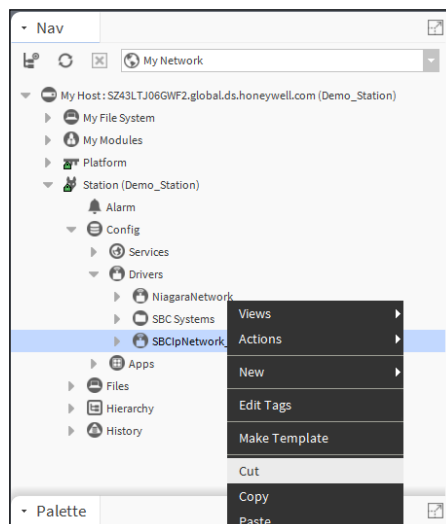 Nav
My Network
My Host : SZ43LTJ06GWF2.global.ds.honeywell.com (Demo_Station)
My File System
My Modules
Platform
Station (Demo_Station)
Alarm
Config
Services
Drivers
NiagaraNetwork
SBC Systems
SBCIpNetwork_
Apps
Files
Hierarchy
History
Views
Actions
New
Edit Tags
Make Template
Cut
Copy
Paste
Palette